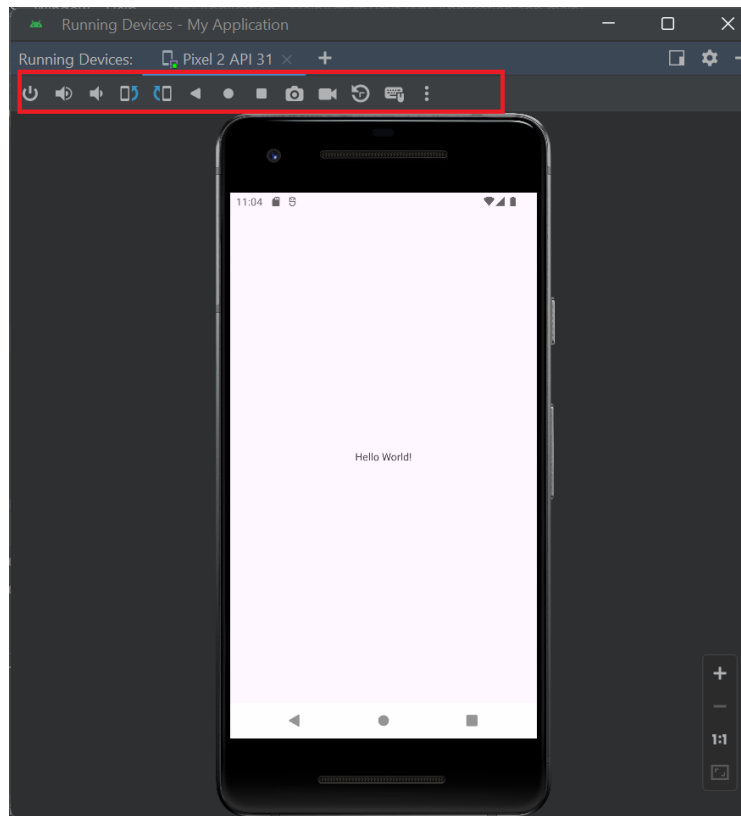 Running Devices - My Application
Running Devices: Pixel 2 API 31
11:04
Hello World!
1:1